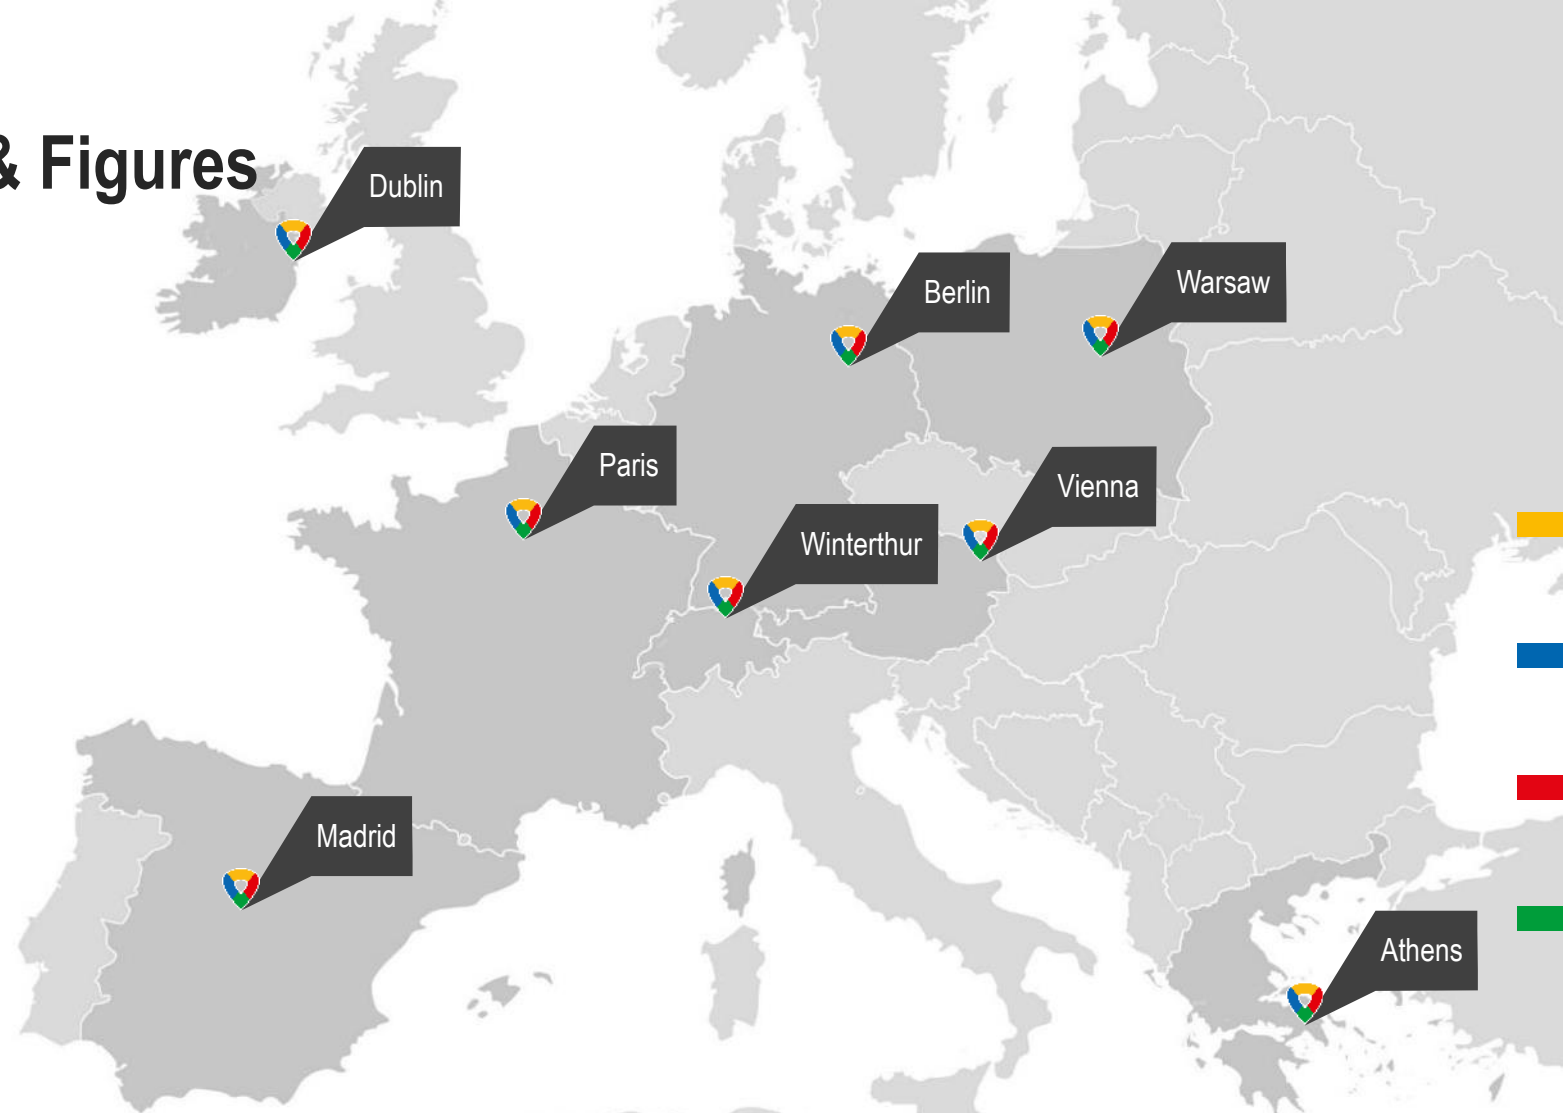 & Figures
Dublin
Warsaw
Berlin
Paris
Vienna
Winterthur
Madrid
Athens